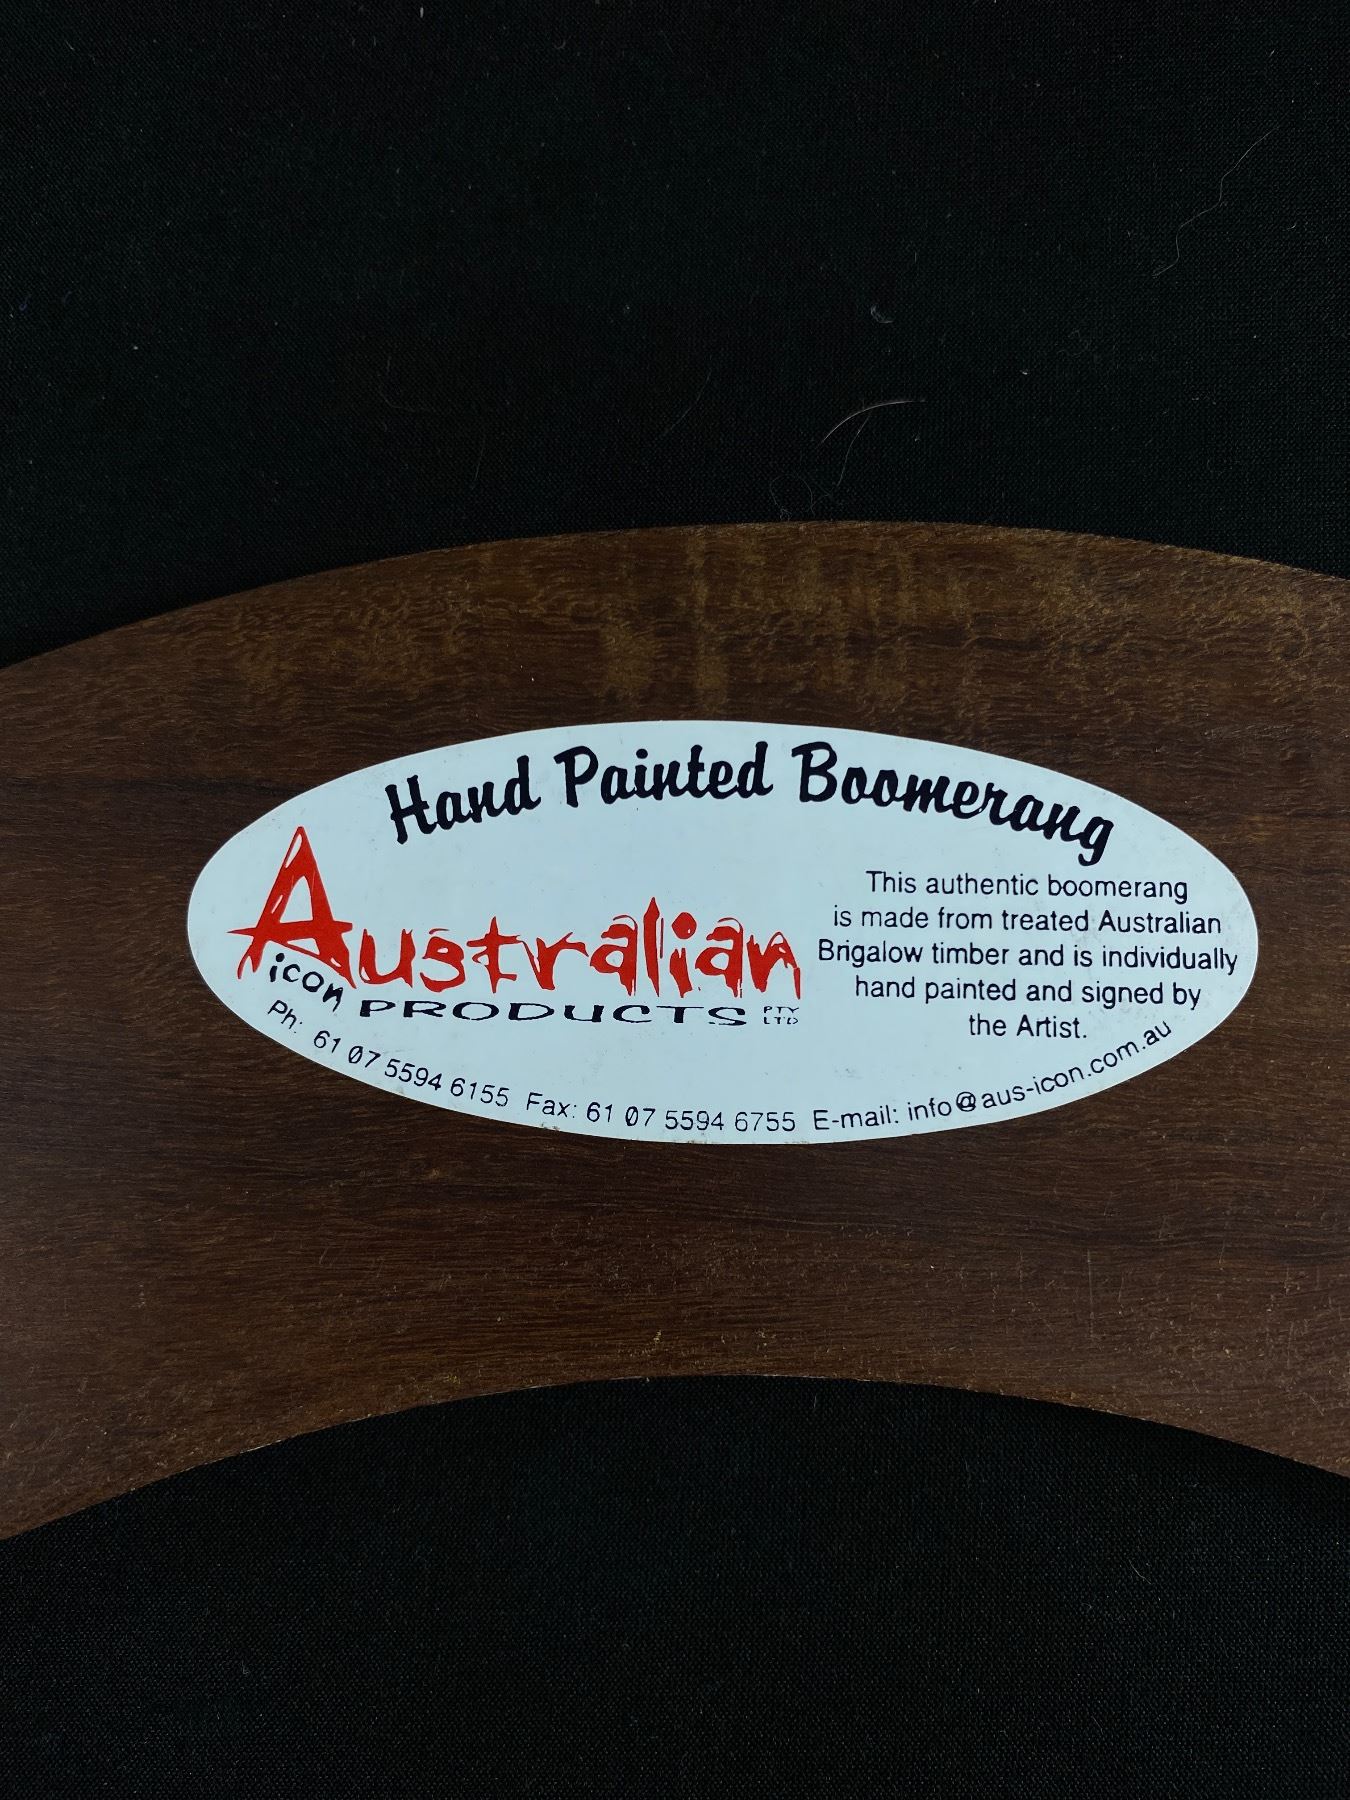 Hand Painted Boomerang
Australian
icon PRODUCTS PTY LTD
This authentic boomerang
is made from treated Australian
Brigalow timber and is individually
hand painted and signed by
the Artist.
Ph: 61 07 5594 6155 Fax: 61 07 5594 6755 E-mail: info@aus-icon.com.au